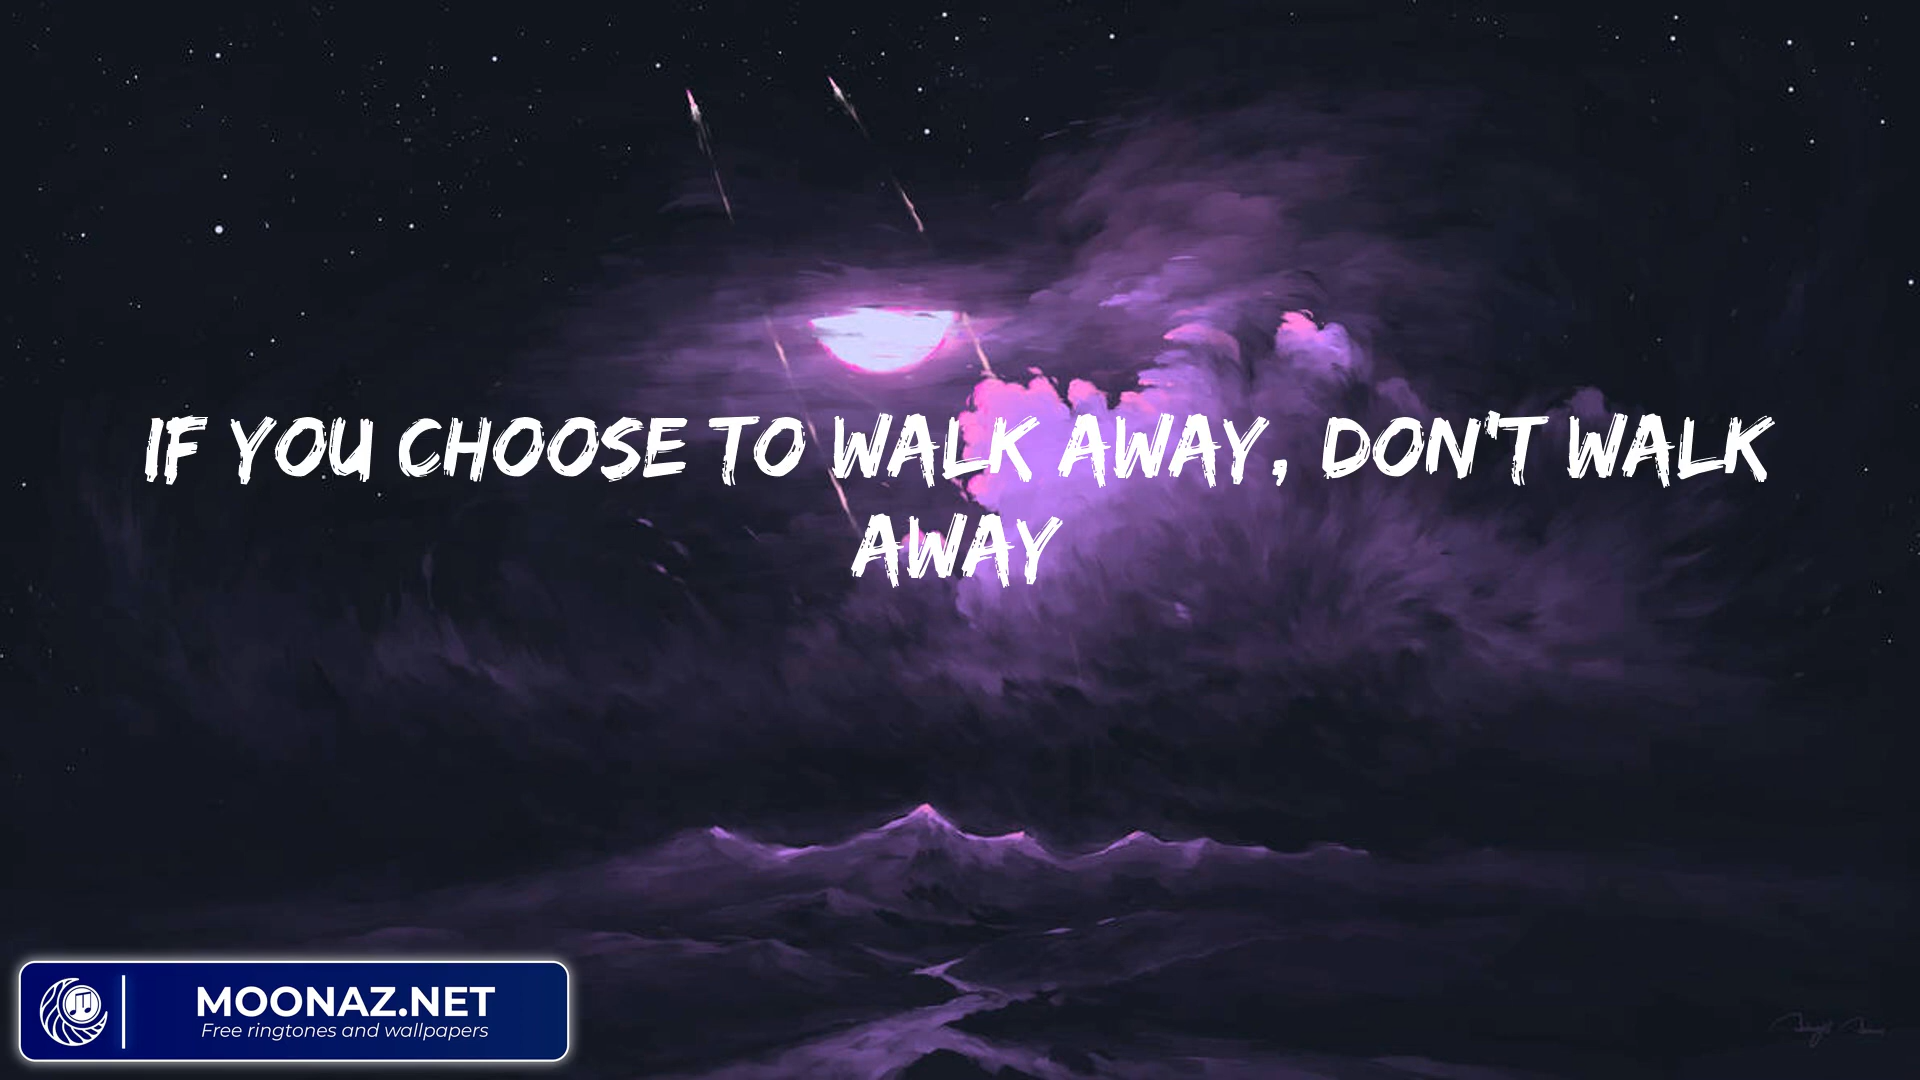 IF YOU CHOOSE TO WALK AWAY, DON'T WALK
AWAY
MOONAZ.NET
Free ringtones and wallpapers